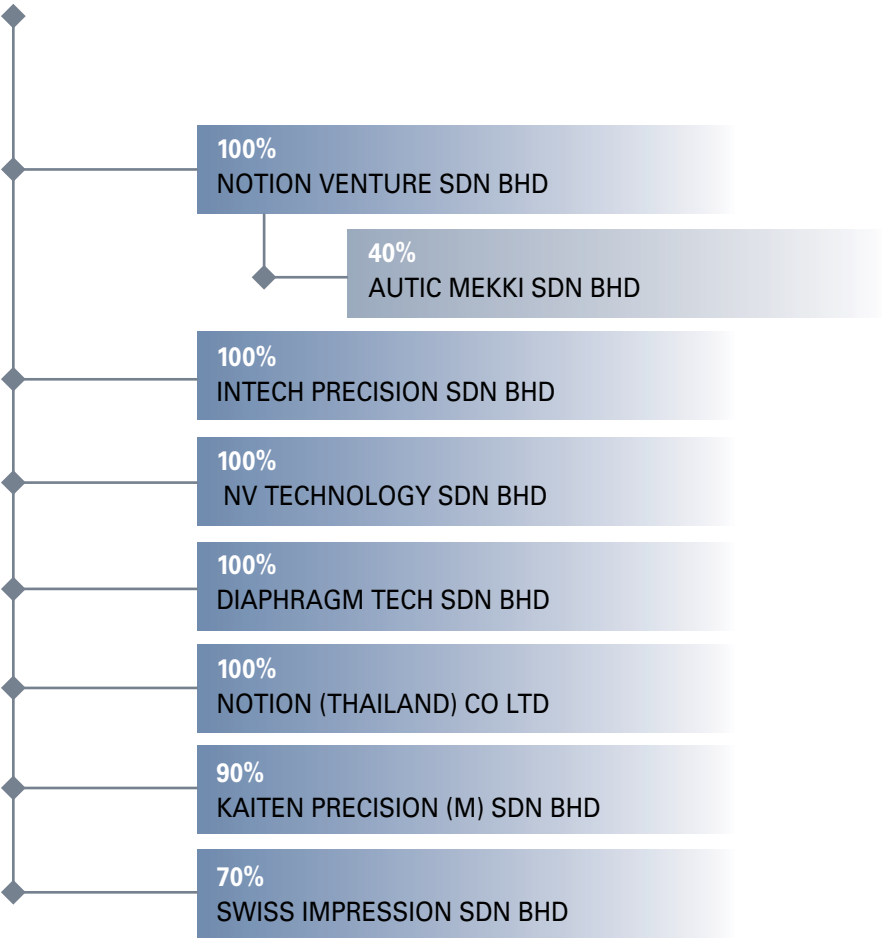 100%
NOTION VENTURE SDN BHD
40%
AUTIC MEKKI SDN BHD
100%
INTECH PRECISION SDN BHD
100%
NV TECHNOLOGY SDN BHD
100%
DIAPHRAGM TECH SDN BHD
100%
NOTION (THAILAND) CO LTD
90%
KAITEN PRECISION (M) SDN BHD
70%
SWISS IMPRESSION SDN BHD